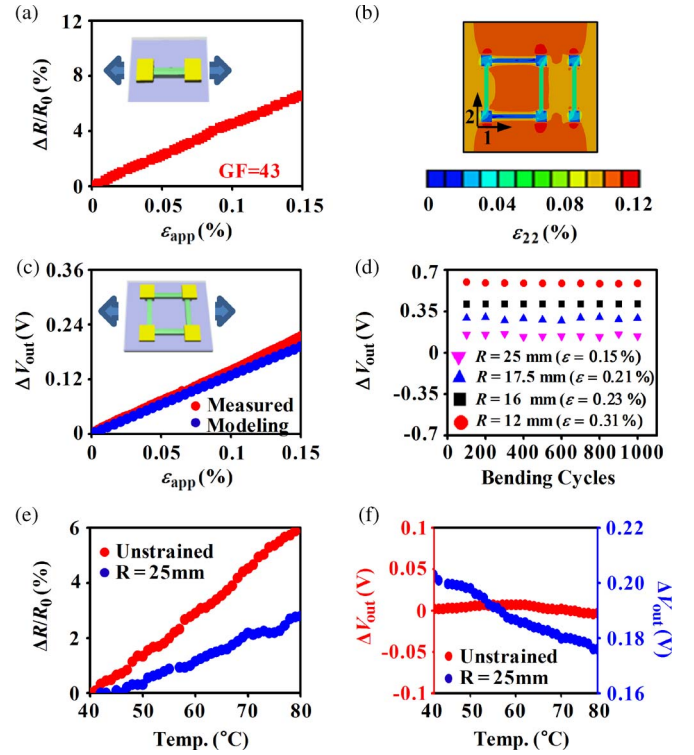 (a)
ΔR/R0 (%)
12
8
4
0
GF=43
0
0.05
0.1
0.15
εapp (%)
(b)
2
1
0 0.04 0.08 0.12
ε22 (%)
(c)
ΔVout (V)
0.36
0.24
0.12
0
Measured
Modeling
0
0.05
0.1
0.15
εapp (%)
(d)
ΔVout (V)
0.7
0.35
0
-0.35
-0.7
R = 25 mm (ε = 0.15 %)
R = 17.5 mm (ε = 0.21 %)
R = 16 mm (ε = 0.23 %)
R = 12 mm (ε = 0.31 %)
200 400 600 800 1000
Bending Cycles
(e)
ΔR/R0 (%)
6
4
2
0
Unstrained
R = 25mm
40 50 60 70 80
Temp. (°C)
(f)
ΔVout (V)
0.1
0.05
0
-0.05
-0.1
0.22
0.20
0.18
0.16
ΔVout (V)
Unstrained
R = 25mm
40 50 60 70 80
Temp. (°C)